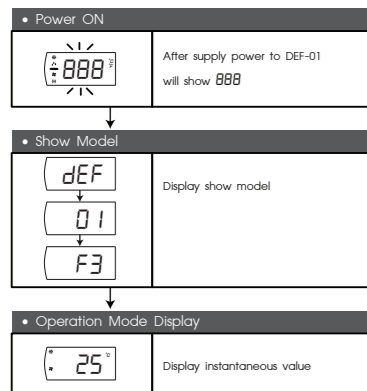 • Power ON
888
After supply power to DEF-01
will show 888
• Show Model
dEF
01
F3
Display show model
• Operation Mode Display
25 °C
Display instantaneous value